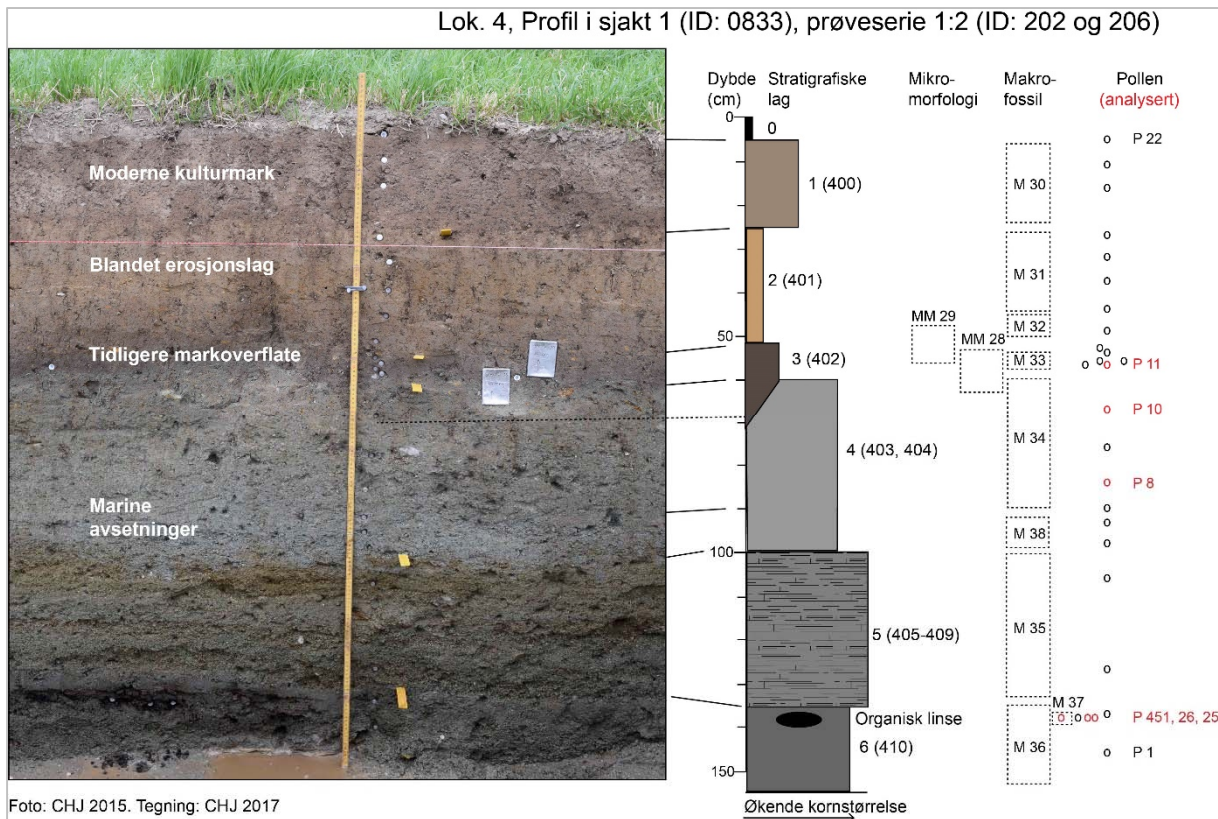 Lok. 4, Profil i sjakt 1 (ID: 0833), prøveserie 1:2 (ID: 202 og 206)
Moderne kulturmark
Blandet erosjonslag
Tidligere markoverflate
Marine
avsetninger
Dybde
(cm)
Stratigrafiske
lag
Mikro-
morfologi
Makro-
fossil
Pollen
(analysert)
0
50
100
150
0
1 (400)
2 (401)
3 (402)
4 (403, 404)
5 (405-409)
Organisk linse
6 (410)
MM 29
MM 28
M 30
M 31
M 32
M 33
M 34
M 38
M 35
M 37
M 36
P 22
P 11
P 10
P 8
P 451, 26, 25
P 1
Økende kornstørrelse
Foto: CHJ 2015. Tegning: CHJ 2017